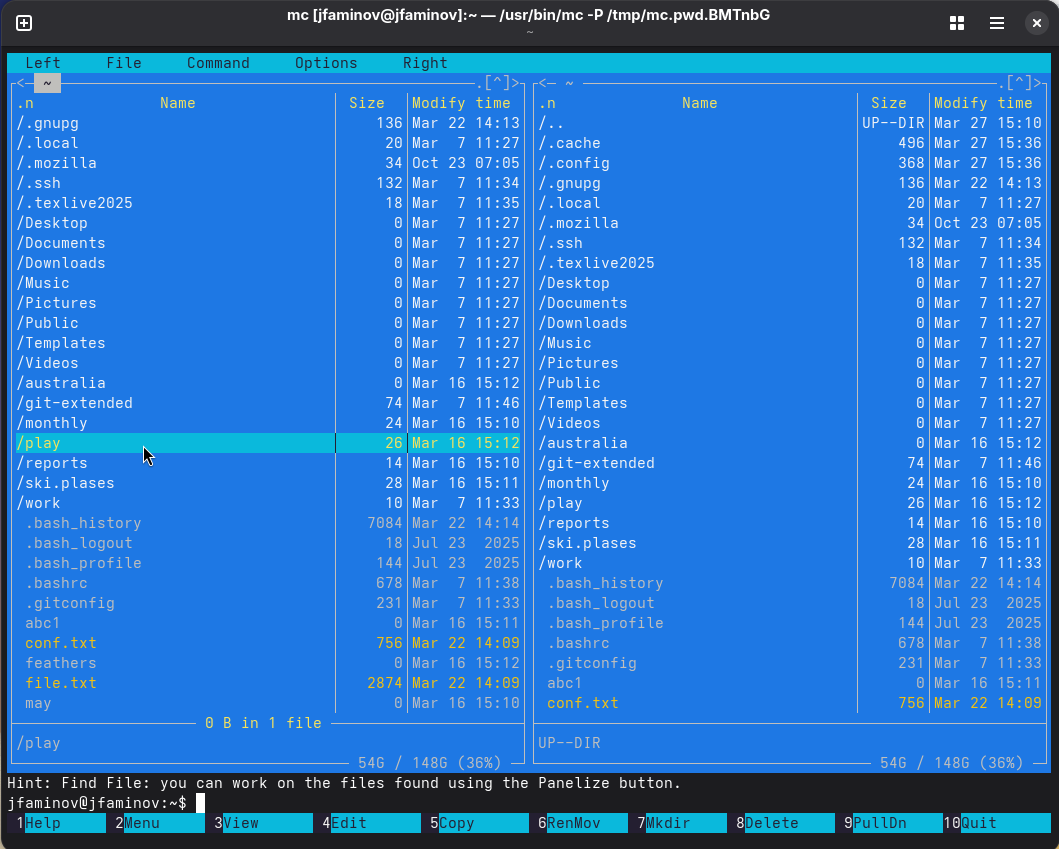 mc [jfaminov@jfaminov]:~ — /usr/bin/mc -P /tmp/mc.pwd.BMTnbG
~
Left File Command Options Right
<─ ~ .[^]>
.n Name Size Modify time
/.gnupg 136 Mar 22 14:13
/.local 20 Mar 7 11:27
/.mozilla 34 Oct 23 07:05
/.ssh 132 Mar 7 11:34
/.texlive2025 18 Mar 7 11:35
/Desktop 0 Mar 7 11:27
/Documents 0 Mar 7 11:27
/Downloads 0 Mar 7 11:27
/Music 0 Mar 7 11:27
/Pictures 0 Mar 7 11:27
/Public 0 Mar 7 11:27
/Templates 0 Mar 7 11:27
/Videos 0 Mar 7 11:27
/australia 0 Mar 16 15:12
/git-extended 74 Mar 7 11:46
/monthly 24 Mar 16 15:10
/play 26 Mar 16 15:12
/reports 14 Mar 16 15:10
/ski.plases 28 Mar 16 15:11
/work 10 Mar 7 11:33
.bash_history 7084 Mar 22 14:14
.bash_logout 18 Jul 23 2025
.bash_profile 144 Jul 23 2025
.bashrc 678 Mar 7 11:38
.gitconfig 231 Mar 7 11:33
abc1 0 Mar 16 15:11
conf.txt 756 Mar 22 14:09
feathers 0 Mar 16 15:12
file.txt 2874 Mar 22 14:09
may 0 Mar 16 15:10
0 B in 1 file
/play
54G / 148G (36%)
<─ ~ .[^]>
.n Name Size Modify time
/.. UP--DIR Mar 27 15:10
/.cache 496 Mar 27 15:36
/.config 368 Mar 27 15:36
/.gnupg 136 Mar 22 14:13
/.local 20 Mar 7 11:27
/.mozilla 34 Oct 23 07:05
/.ssh 132 Mar 7 11:34
/.texlive2025 18 Mar 7 11:35
/Desktop 0 Mar 7 11:27
/Documents 0 Mar 7 11:27
/Downloads 0 Mar 7 11:27
/Music 0 Mar 7 11:27
/Pictures 0 Mar 7 11:27
/Public 0 Mar 7 11:27
/Templates 0 Mar 7 11:27
/Videos 0 Mar 7 11:27
/australia 0 Mar 16 15:12
/git-extended 74 Mar 7 11:46
/monthly 24 Mar 16 15:10
/play 26 Mar 16 15:12
/reports 14 Mar 16 15:10
/ski.plases 28 Mar 16 15:11
/work 10 Mar 7 11:33
.bash_history 7084 Mar 22 14:14
.bash_logout 18 Jul 23 2025
.bash_profile 144 Jul 23 2025
.bashrc 678 Mar 7 11:38
.gitconfig 231 Mar 7 11:33
abc1 0 Mar 16 15:11
conf.txt 756 Mar 22 14:09
UP--DIR
54G / 148G (36%)
Hint: Find File: you can work on the files found using the Panelize button.
jfaminov@jfaminov:~$
1Help 2Menu 3View 4Edit 5Copy 6RenMov 7Mkdir 8Delete 9PullDn 10Quit